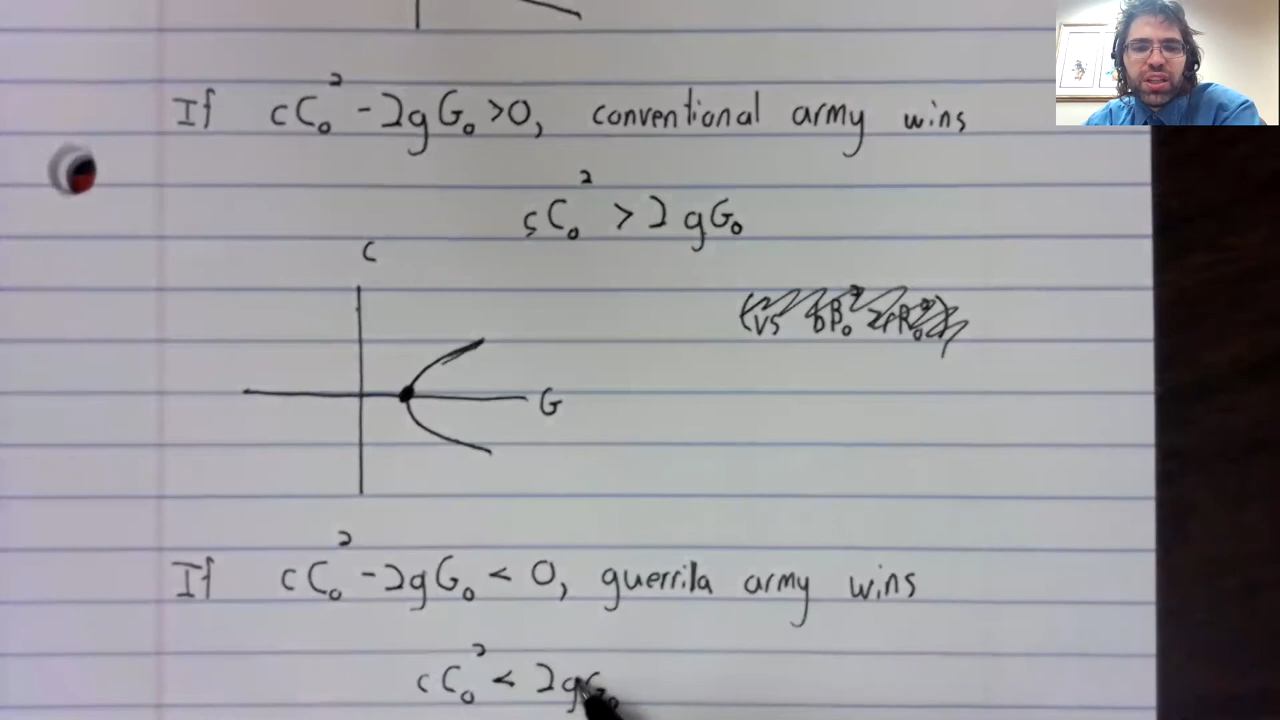 If cC₀² - 2gG₀ > 0, conventional army wins
cC₀² > 2gG₀
C
G
If cC₀² - 2gG₀ < 0, guerrila army wins
cC₀² < 2gG₀